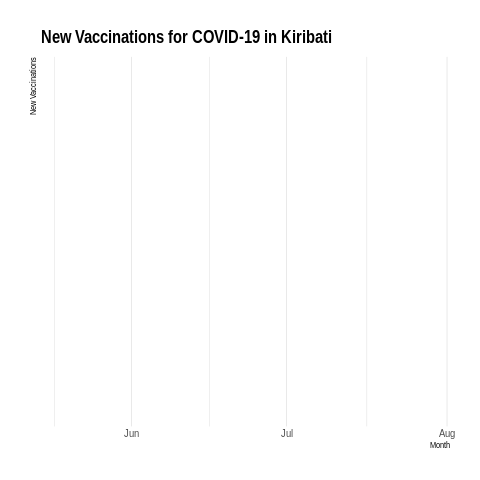 New Vaccinations for COVID-19 in Kiribati
New Vaccinations
Jun
Jul
Aug
Month